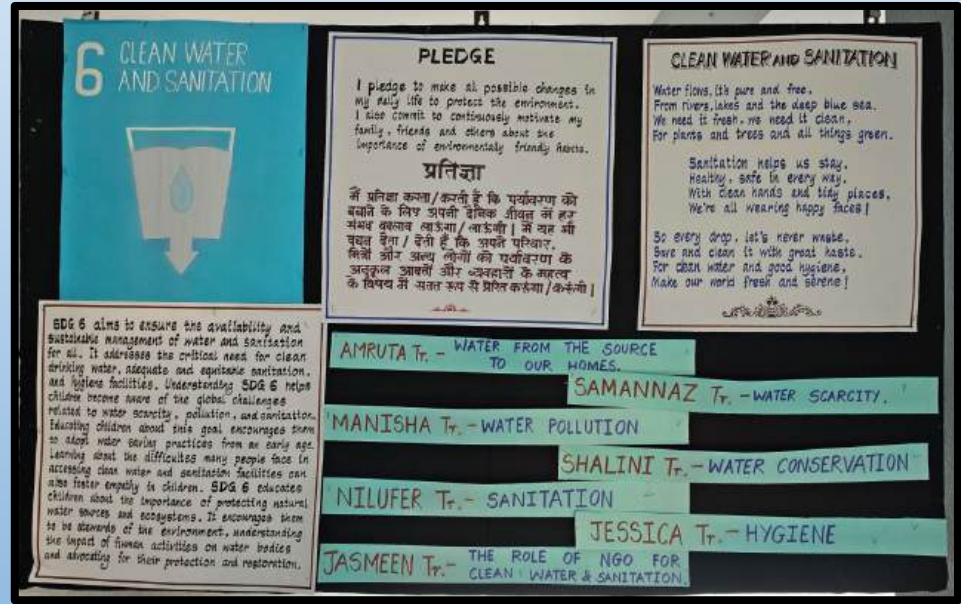 6 CLEAN WATER
AND SANITATION
PLEDGE
I pledge to make all possible changes in
my daily life to protect the environment.
I also commit to continuously motivate my
family, friends and others about the
importance of environmentally friendly habits.
प्रतिज्ञा
मैं प्रतिज्ञा करता/करती हूँ कि पर्यावरण को
बचाने के लिए अपनी दैनिक जीवन में हर
संभव बदलाव लाऊंगा/लाऊंगी। मैं यह भी
वचन देता/देती हूँ कि अपने परिवार,
मित्रों और अन्य लोगों को पर्यावरण के
अनुकूल आदतों और व्यवहारों के महत्व
के विषय में सतत रूप से प्रेरित करूंगा/करूंगी।
CLEAN WATER AND SANITATION
Water flows, it's pure and free,
From rivers, lakes and the deep blue sea.
We need it fresh, we need it clean,
For plants and trees and all things green.
Sanitation helps us stay,
Healthy, safe in every way.
With clean hands and tidy places,
We're all wearing happy faces!
So every drop, let's never waste,
Save and clean it with great haste.
For clean water and good hygiene,
Make our world fresh and serene!
SDG 6 aims to ensure the availability and
sustainable management of water and sanitation
for all. It addresses the critical need for clean
drinking water, adequate and equitable sanitation,
and hygiene facilities. Understanding SDG 6 helps
children become aware of the global challenges
related to water scarcity, pollution, and sanitation.
Educating children about this goal encourages them
to adopt water saving practices from an early age.
Learning about the difficulties many people face in
accessing clean water and sanitation facilities can
also foster empathy in children. SDG 6 educates
children about the importance of protecting natural
water sources and ecosystems. It encourages them
to be stewards of the environment, understanding
the impact of human activities on water bodies
and advocating for their protection and restoration.
AMRUTA Tr. - WATER FROM THE SOURCE
TO OUR HOMES.
SAMANNAZ Tr. - WATER SCARCITY.
MANISHA Tr. - WATER POLLUTION
SHALINI Tr. - WATER CONSERVATION
NILUFER Tr. - SANITATION
JESSICA Tr. - HYGIENE
JASMEEN Tr. - THE ROLE OF NGO FOR
CLEAN WATER & SANITATION.